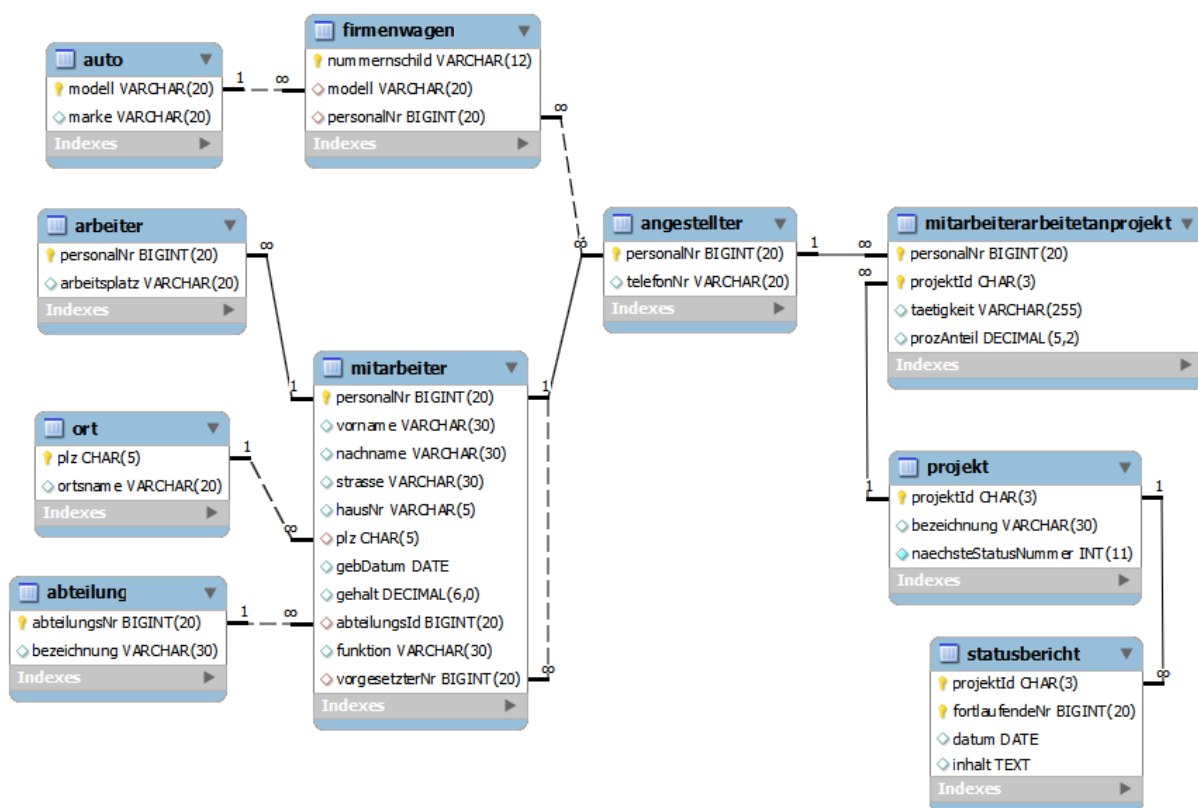 auto
modell VARCHAR(20)
marke VARCHAR(20)
Indexes
1
∞
firmenwagen
nummernschild VARCHAR(12)
modell VARCHAR(20)
personalNr BIGINT(20)
Indexes
∞
arbeiter
personalNr BIGINT(20)
arbeitsplatz VARCHAR(20)
Indexes
∞
1
∞
angestellter
personalNr BIGINT(20)
telefonNr VARCHAR(20)
Indexes
1
∞
mitarbeiterarbeitetanprojekt
personalNr BIGINT(20)
projektId CHAR(3)
taetigkeit VARCHAR(255)
prozAnteil DECIMAL(5,2)
Indexes
∞
1
mitarbeiter
personalNr BIGINT(20)
vorname VARCHAR(30)
nachname VARCHAR(30)
strasse VARCHAR(30)
hausNr VARCHAR(5)
plz CHAR(5)
gebDatum DATE
gehalt DECIMAL(6,0)
abteilungsId BIGINT(20)
funktion VARCHAR(30)
vorgesetzterNr BIGINT(20)
Indexes
1
1
∞
ort
plz CHAR(5)
ortsname VARCHAR(20)
Indexes
1
∞
abteilung
abteilungsNr BIGINT(20)
bezeichnung VARCHAR(30)
Indexes
1
∞
projekt
projektId CHAR(3)
bezeichnung VARCHAR(30)
naechsteStatusNummer INT(11)
Indexes
1
1
statusbericht
projektId CHAR(3)
fortlaufendeNr BIGINT(20)
datum DATE
inhalt TEXT
Indexes
∞